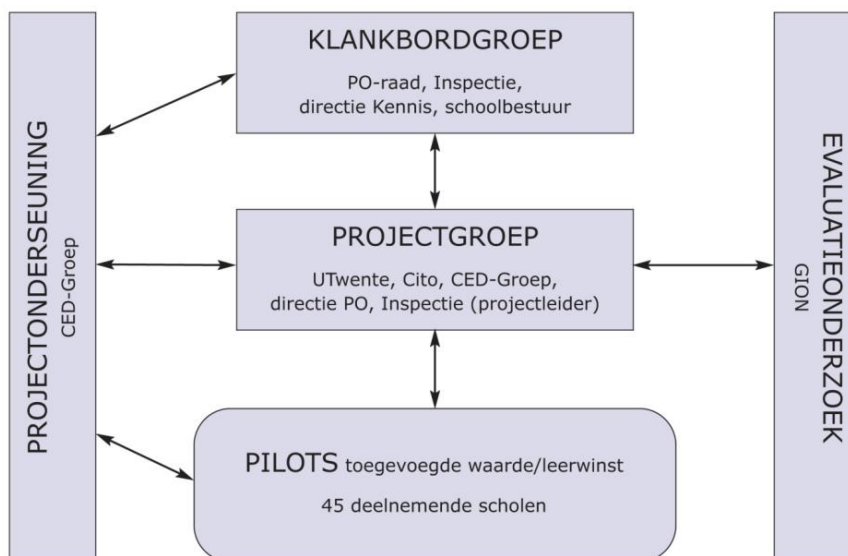 PROJECTONDERSEUNING
CED-Groep
KLANKBORDGROEP
PO-raad, Inspectie,
directie Kennis, schoolbestuur
PROJECTGROEP
UTwente, Cito, CED-Groep,
directie PO, Inspectie (projectleider)
PILOTS toegevoegde waarde/leerwinst
45 deelnemende scholen
EVALUATIEONDERZOEK
GION